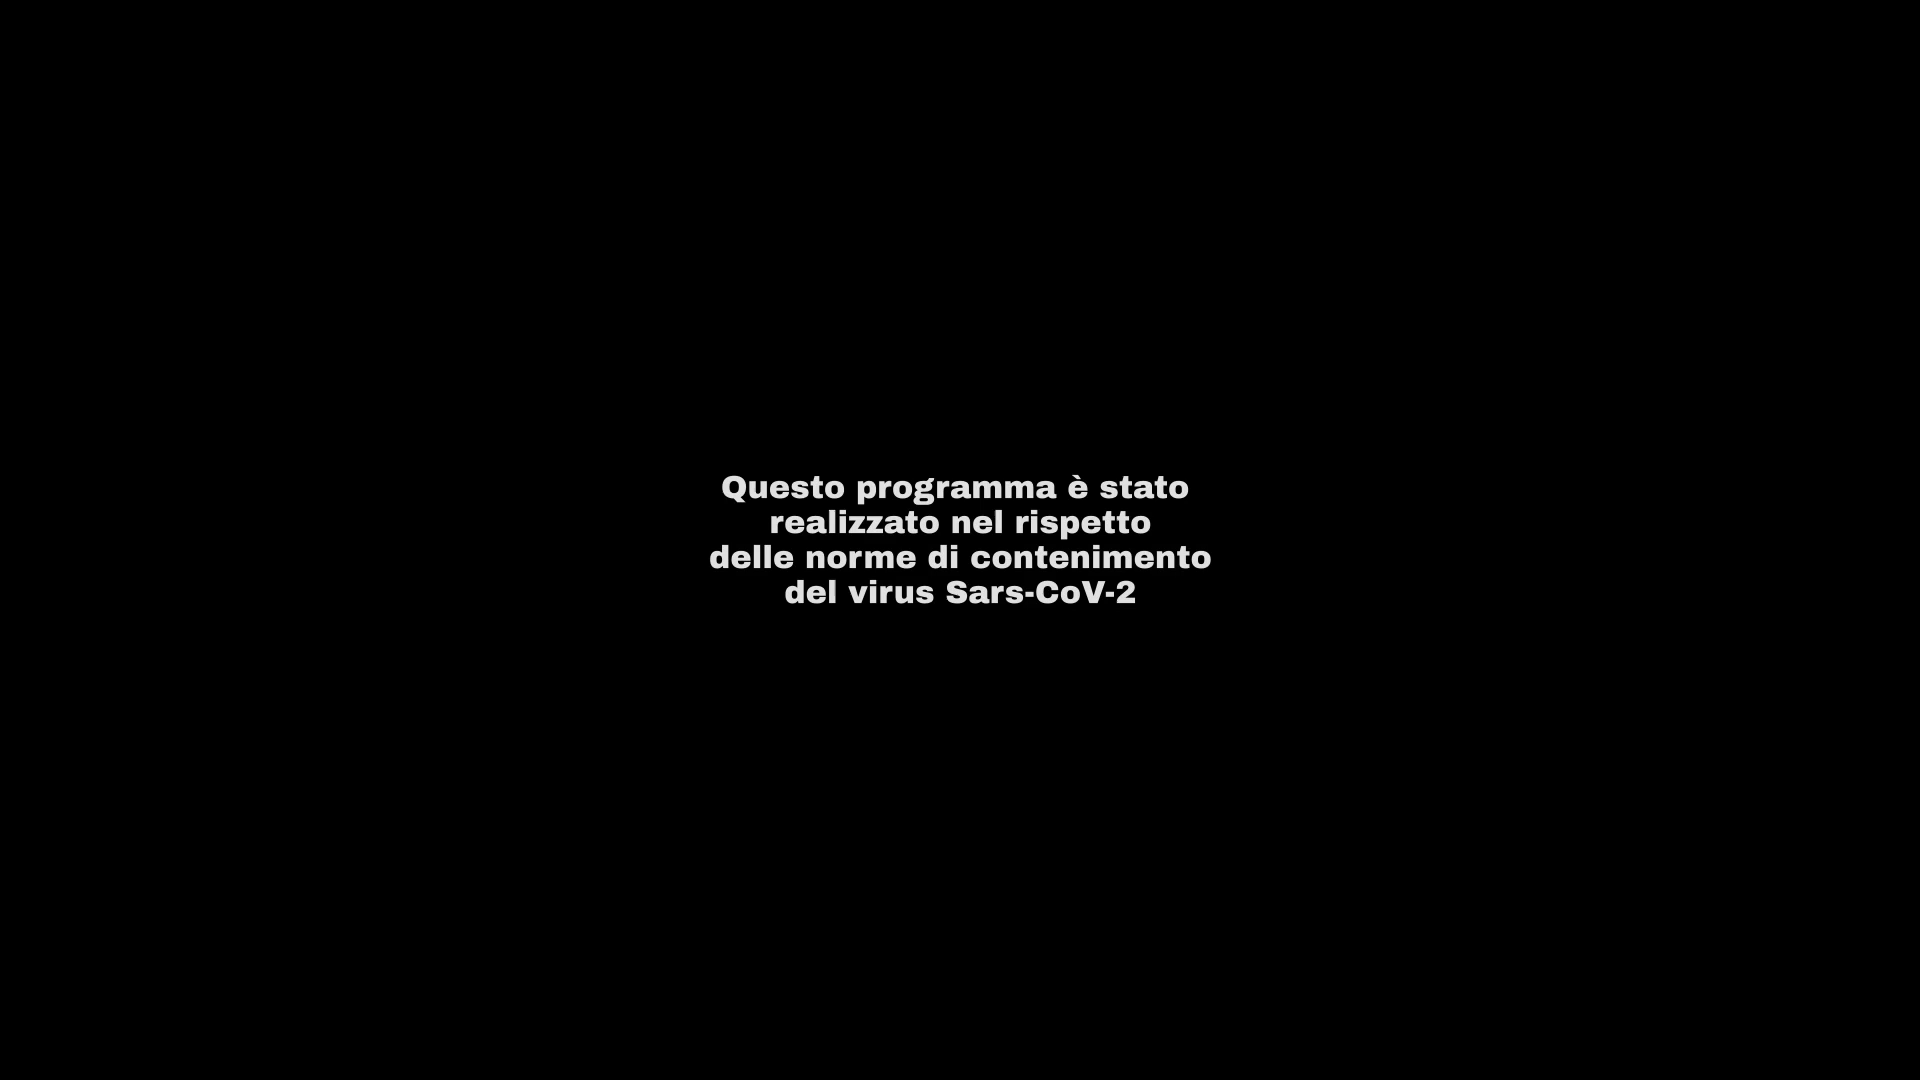 Questo programma è stato
realizzato nel rispetto
delle norme di contenimento
del virus Sars-CoV-2